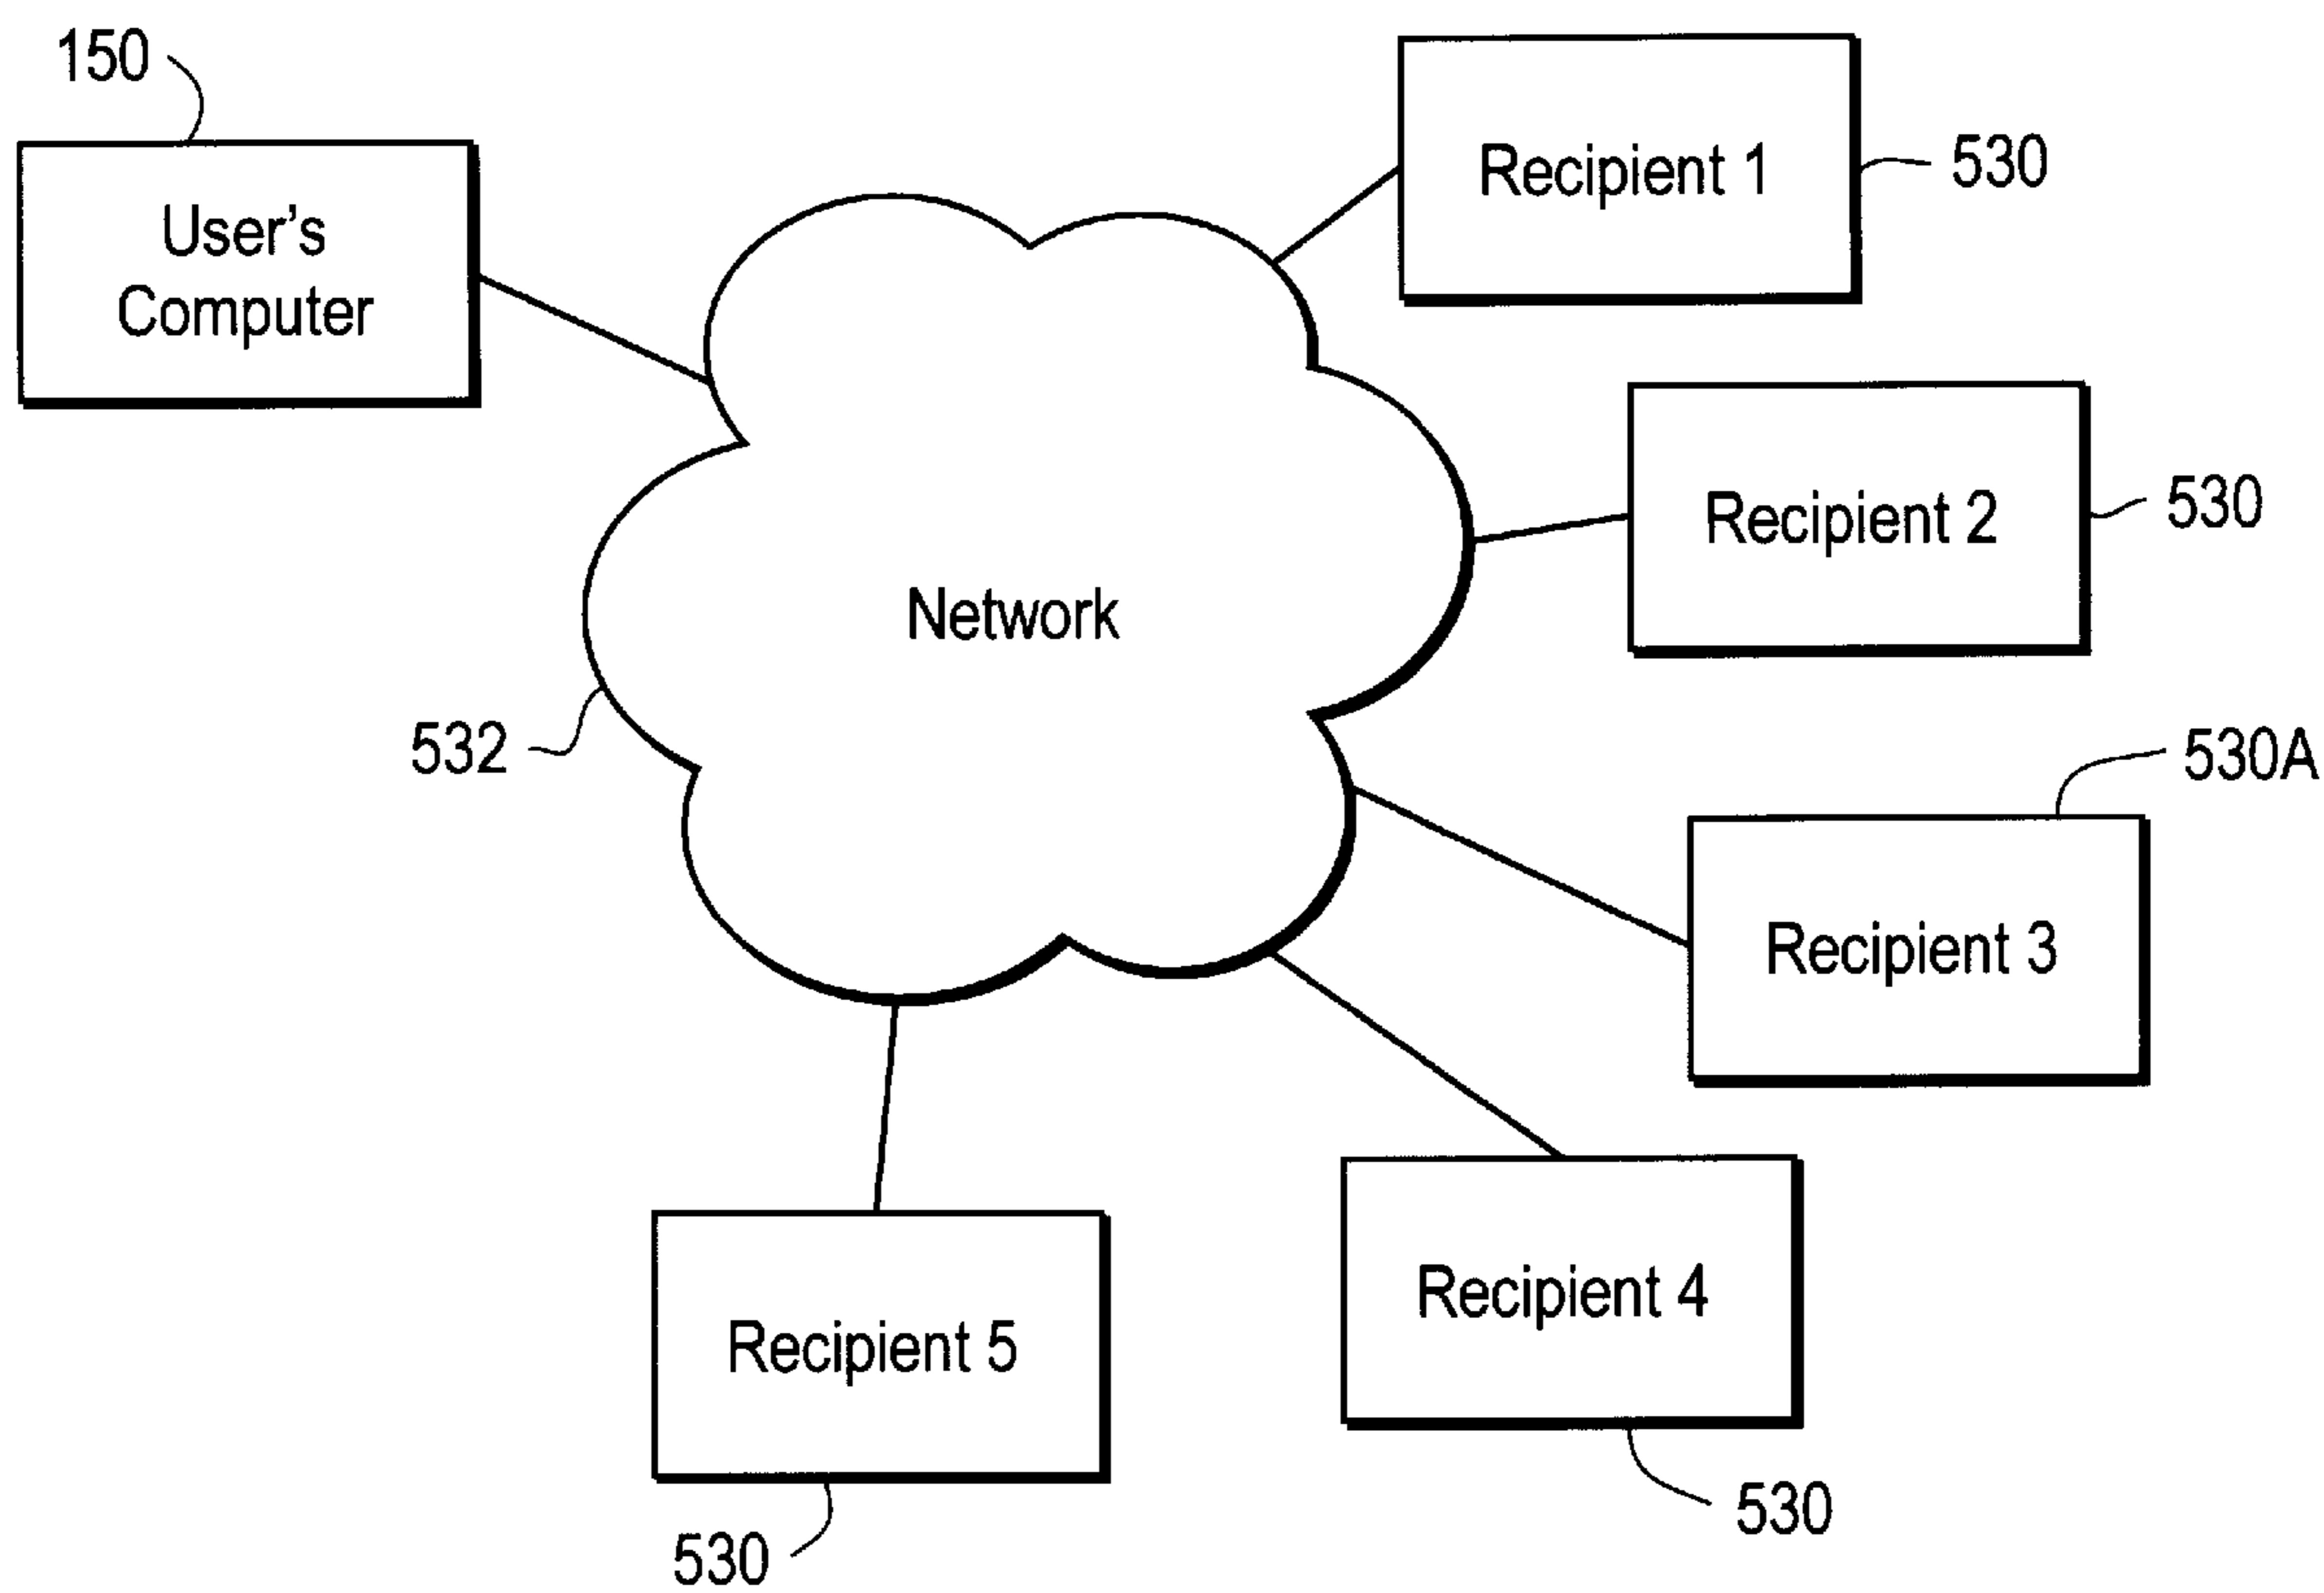 150
User's
Computer
Recipient 1
530
Recipient 2
530
Network
532
530A
Recipient 3
Recipient 4
530
Recipient 5
530